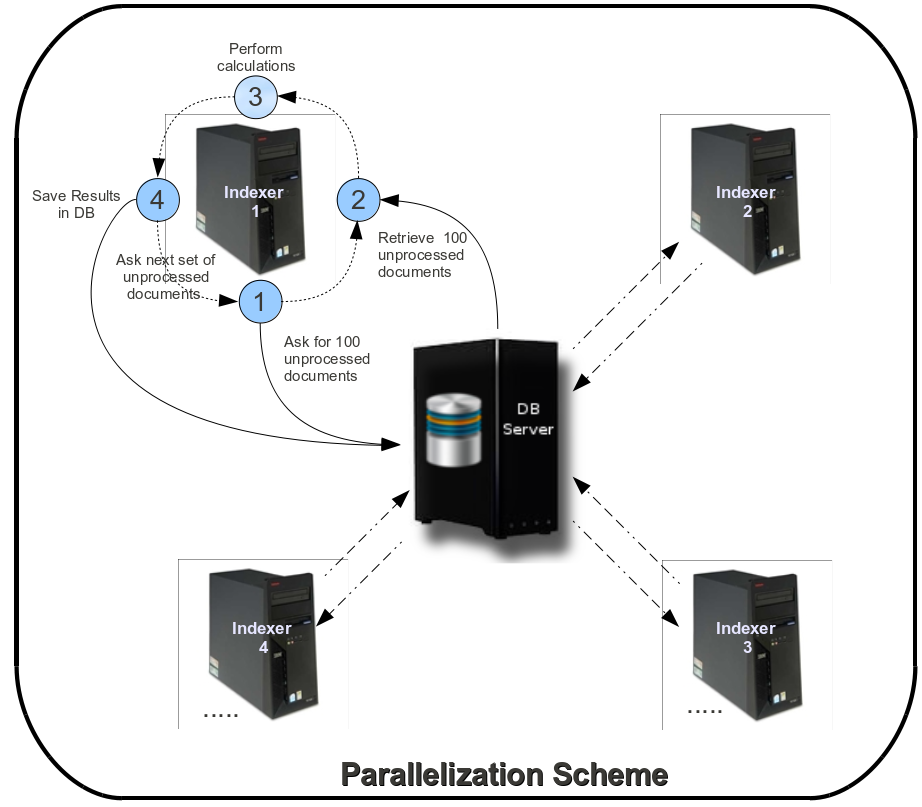 Perform
calculations
3
4
Save Results
in DB
Indexer
1
2
Ask next set of
unprocessed
documents
1
Retrieve 100
unprocessed
documents
Ask for 100
unprocessed
documents
Indexer
2
DB
Server
Indexer
4
.....
Indexer
3
.....
Parallelization Scheme